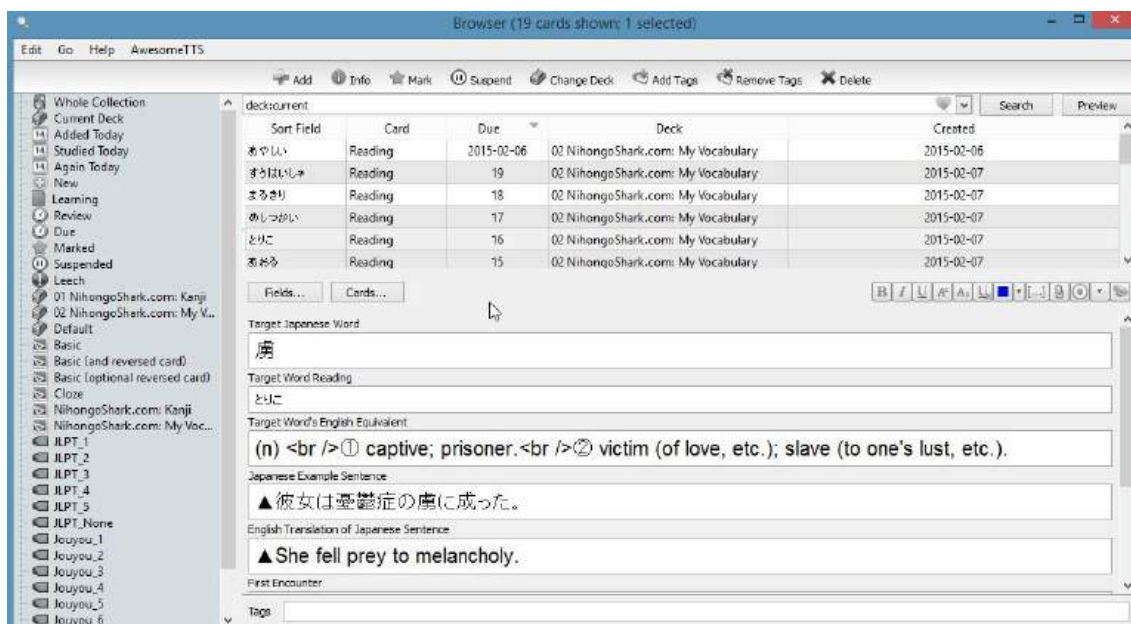 Browser (19 cards shown; 1 selected)
Edit Go Help AwesomeTTS
Add Info Mark Suspend Change Deck Add Tags Remove Tags Delete
Whole Collection
Current Deck
Added Today
Studied Today
Again Today
New
Learning
Review
Due
Marked
Suspended
Leech
01 NihongoShark.com: Kanji
02 NihongoShark.com: My V...
Default
Basic
Basic (and reversed card)
Basic (optional reversed card)
Cloze
NihongoShark.com: Kanji
NihongoShark.com: My Voc...
JLPT_1
JLPT_2
JLPT_3
JLPT_4
JLPT_5
JLPT_None
Jouyou_1
Jouyou_2
Jouyou_3
Jouyou_4
Jouyou_5
Jouyou_6
deck:current Search Preview
Sort Field Card Due Deck Created
あやしい Reading 2015-02-06 02 NihongoShark.com: My Vocabulary 2015-02-06
すうはいしゃ Reading 19 02 NihongoShark.com: My Vocabulary 2015-02-07
まるきり Reading 18 02 NihongoShark.com: My Vocabulary 2015-02-07
めしつかい Reading 17 02 NihongoShark.com: My Vocabulary 2015-02-07
とりこ Reading 16 02 NihongoShark.com: My Vocabulary 2015-02-07
あおる Reading 15 02 NihongoShark.com: My Vocabulary 2015-02-07
Fields... Cards...
Target Japanese Word
虜
Target Word Reading
とりこ
Target Word's English Equivalent
(n) <br />① captive; prisoner.<br />② victim (of love, etc.); slave (to one's lust, etc.).
Japanese Example Sentence
▲彼女は憂鬱症の虜に成った。
English Translation of Japanese Sentence
▲She fell prey to melancholy.
First Encounter
Tags